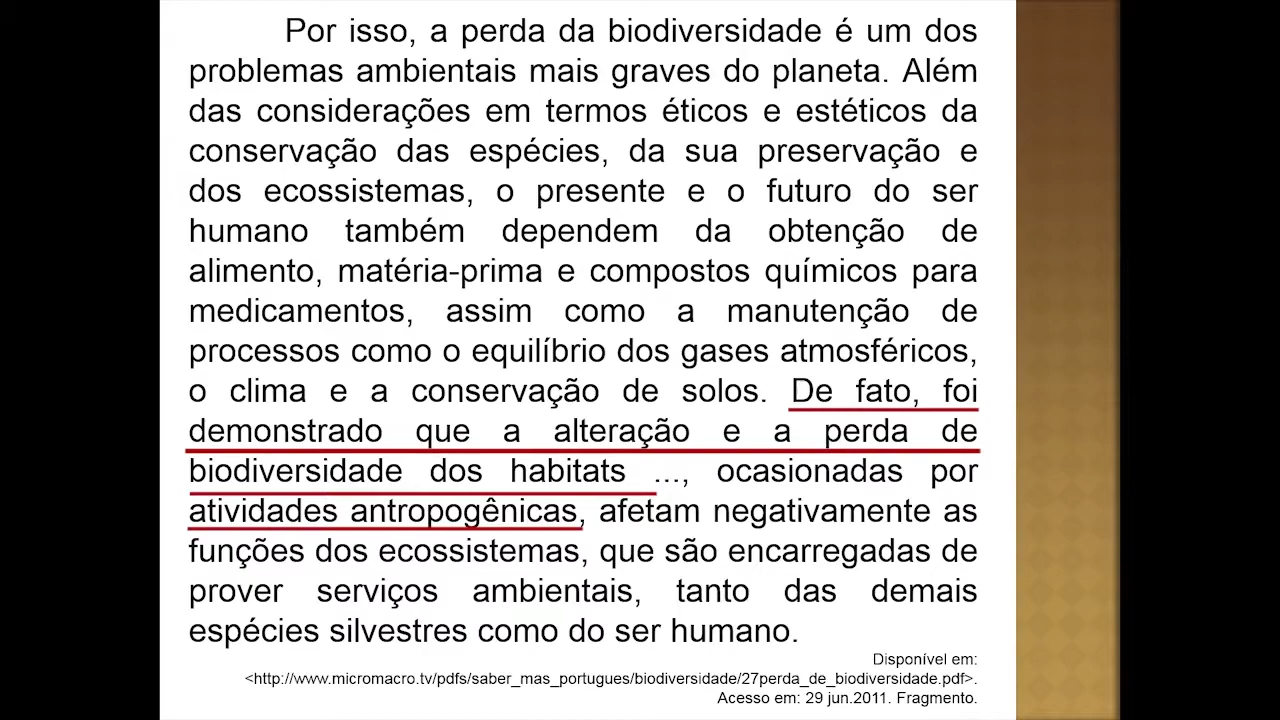 Por isso, a perda da biodiversidade é um dos
problemas ambientais mais graves do planeta. Além
das considerações em termos éticos e estéticos da
conservação das espécies, da sua preservação e
dos ecossistemas, o presente e o futuro do ser
humano também dependem da obtenção de
alimento, matéria-prima e compostos químicos para
medicamentos, assim como a manutenção de
processos como o equilíbrio dos gases atmosféricos,
o clima e a conservação de solos. De fato, foi
demonstrado que a alteração e a perda de
biodiversidade dos habitats ..., ocasionadas por
atividades antropogênicas, afetam negativamente as
funções dos ecossistemas, que são encarregadas de
prover serviços ambientais, tanto das demais
espécies silvestres como do ser humano.
Disponível em:
<http://www.micromacro.tv/pdfs/saber_mas_portugues/biodiversidade/27perda_de_biodiversidade.pdf>.
Acesso em: 29 jun.2011. Fragmento.